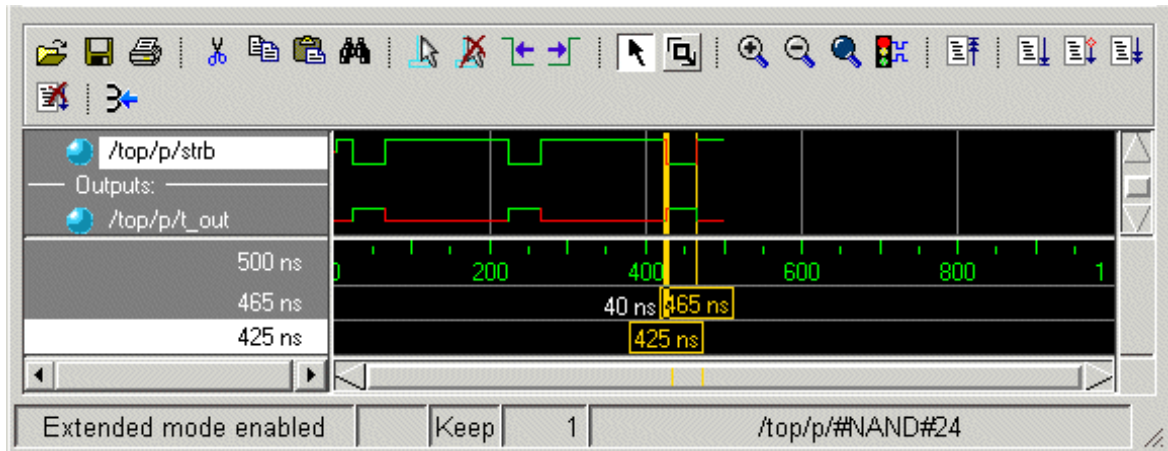 /top/p/strb
Outputs:
/top/p/t_out
500 ns
0 200 400 600 800 1
465 ns
40 ns 465 ns
425 ns
425 ns
Extended mode enabled Keep 1 /top/p/#NAND#24